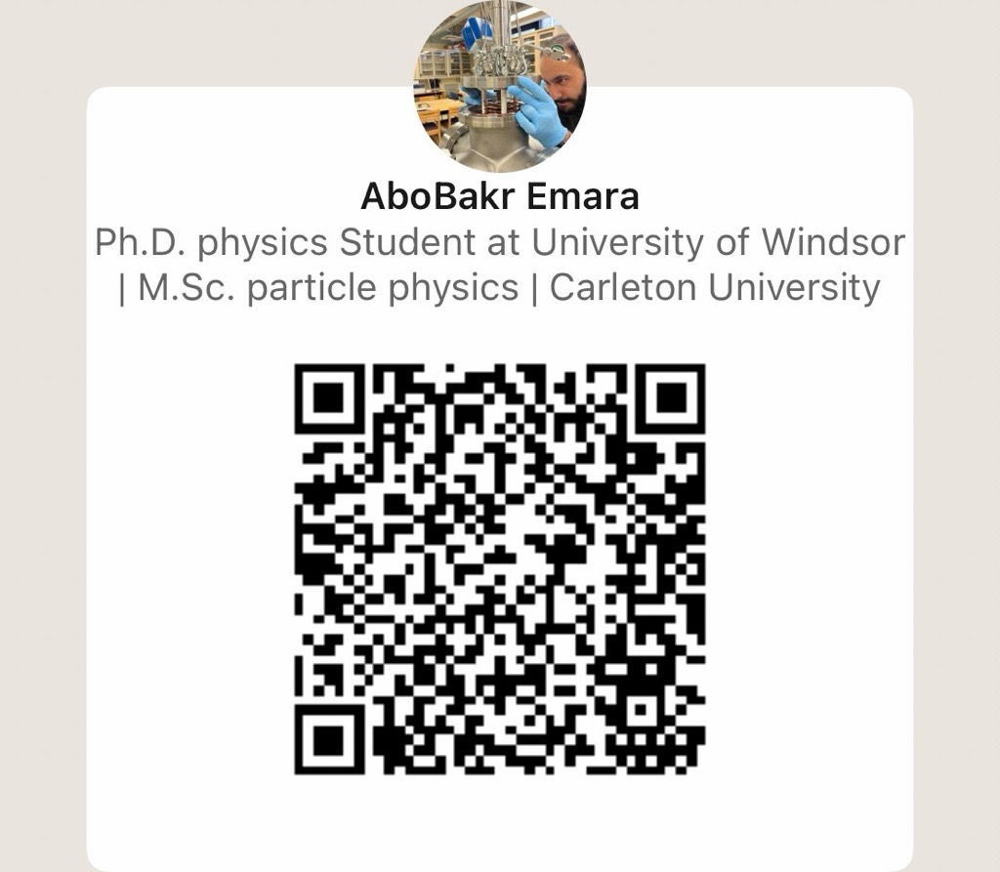 AboBakr Emara
Ph.D. physics Student at University of Windsor
| M.Sc. particle physics | Carleton University